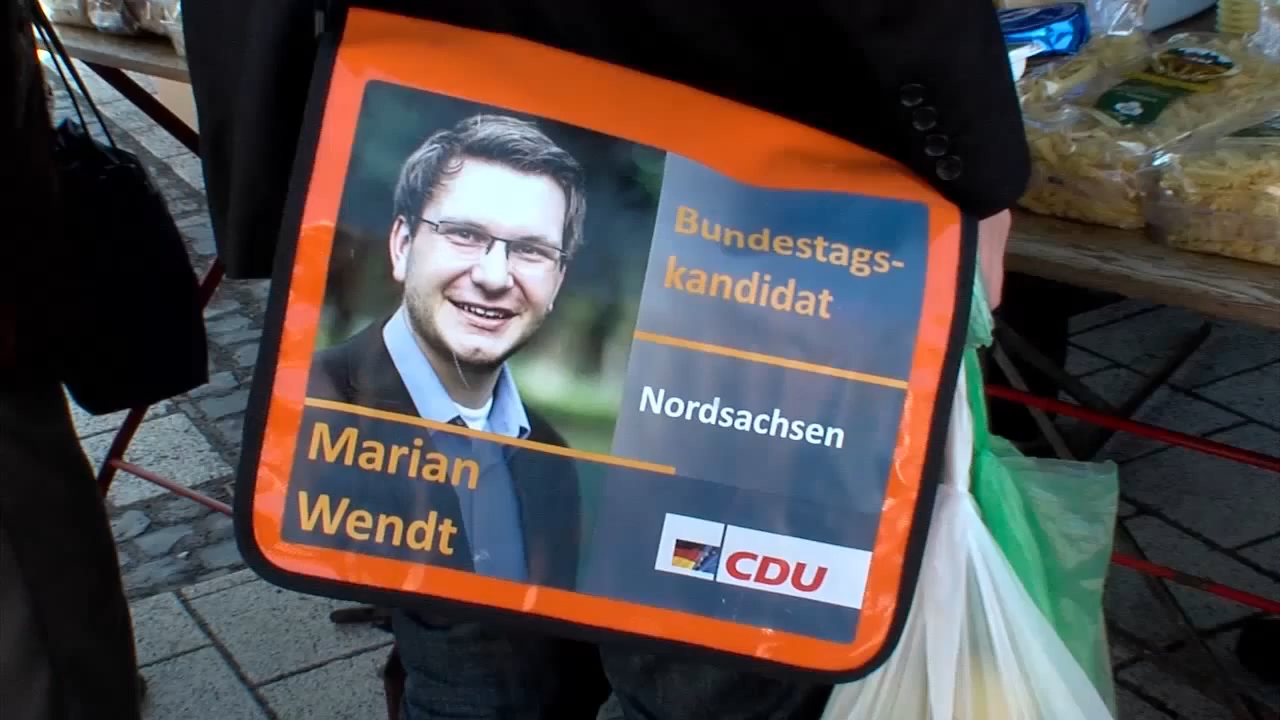 Bundestags-
kandidat
Nordsachsen
Marian
Wendt
CDU